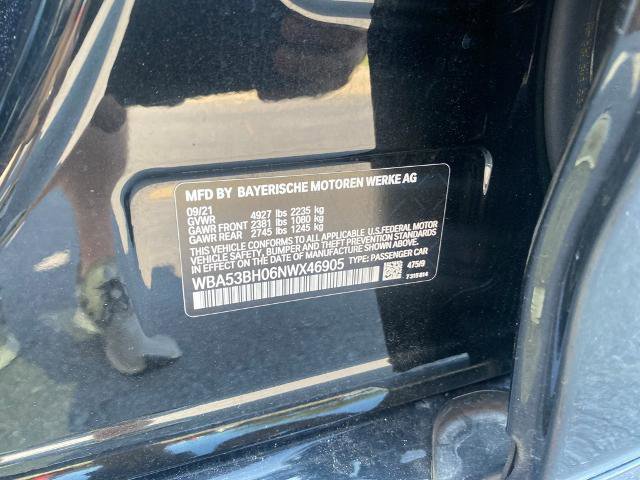 MFD BY BAYERISCHE MOTOREN WERKE AG
09/21
GVWR 4927 lbs 2235 kg
GAWR FRONT 2381 lbs 1080 kg
GAWR REAR 2745 lbs 1245 kg
THIS VEHICLE CONFORMS TO ALL APPLICABLE U.S.FEDERAL MOTOR
VEHICLE SAFETY, BUMPER, AND THEFT PREVENTION STANDARDS
IN EFFECT ON THE DATE OF MANUFACTURE SHOWN ABOVE.
WBA53BH06NWX46905 TYPE: PASSENGER CAR
475/9
7315814